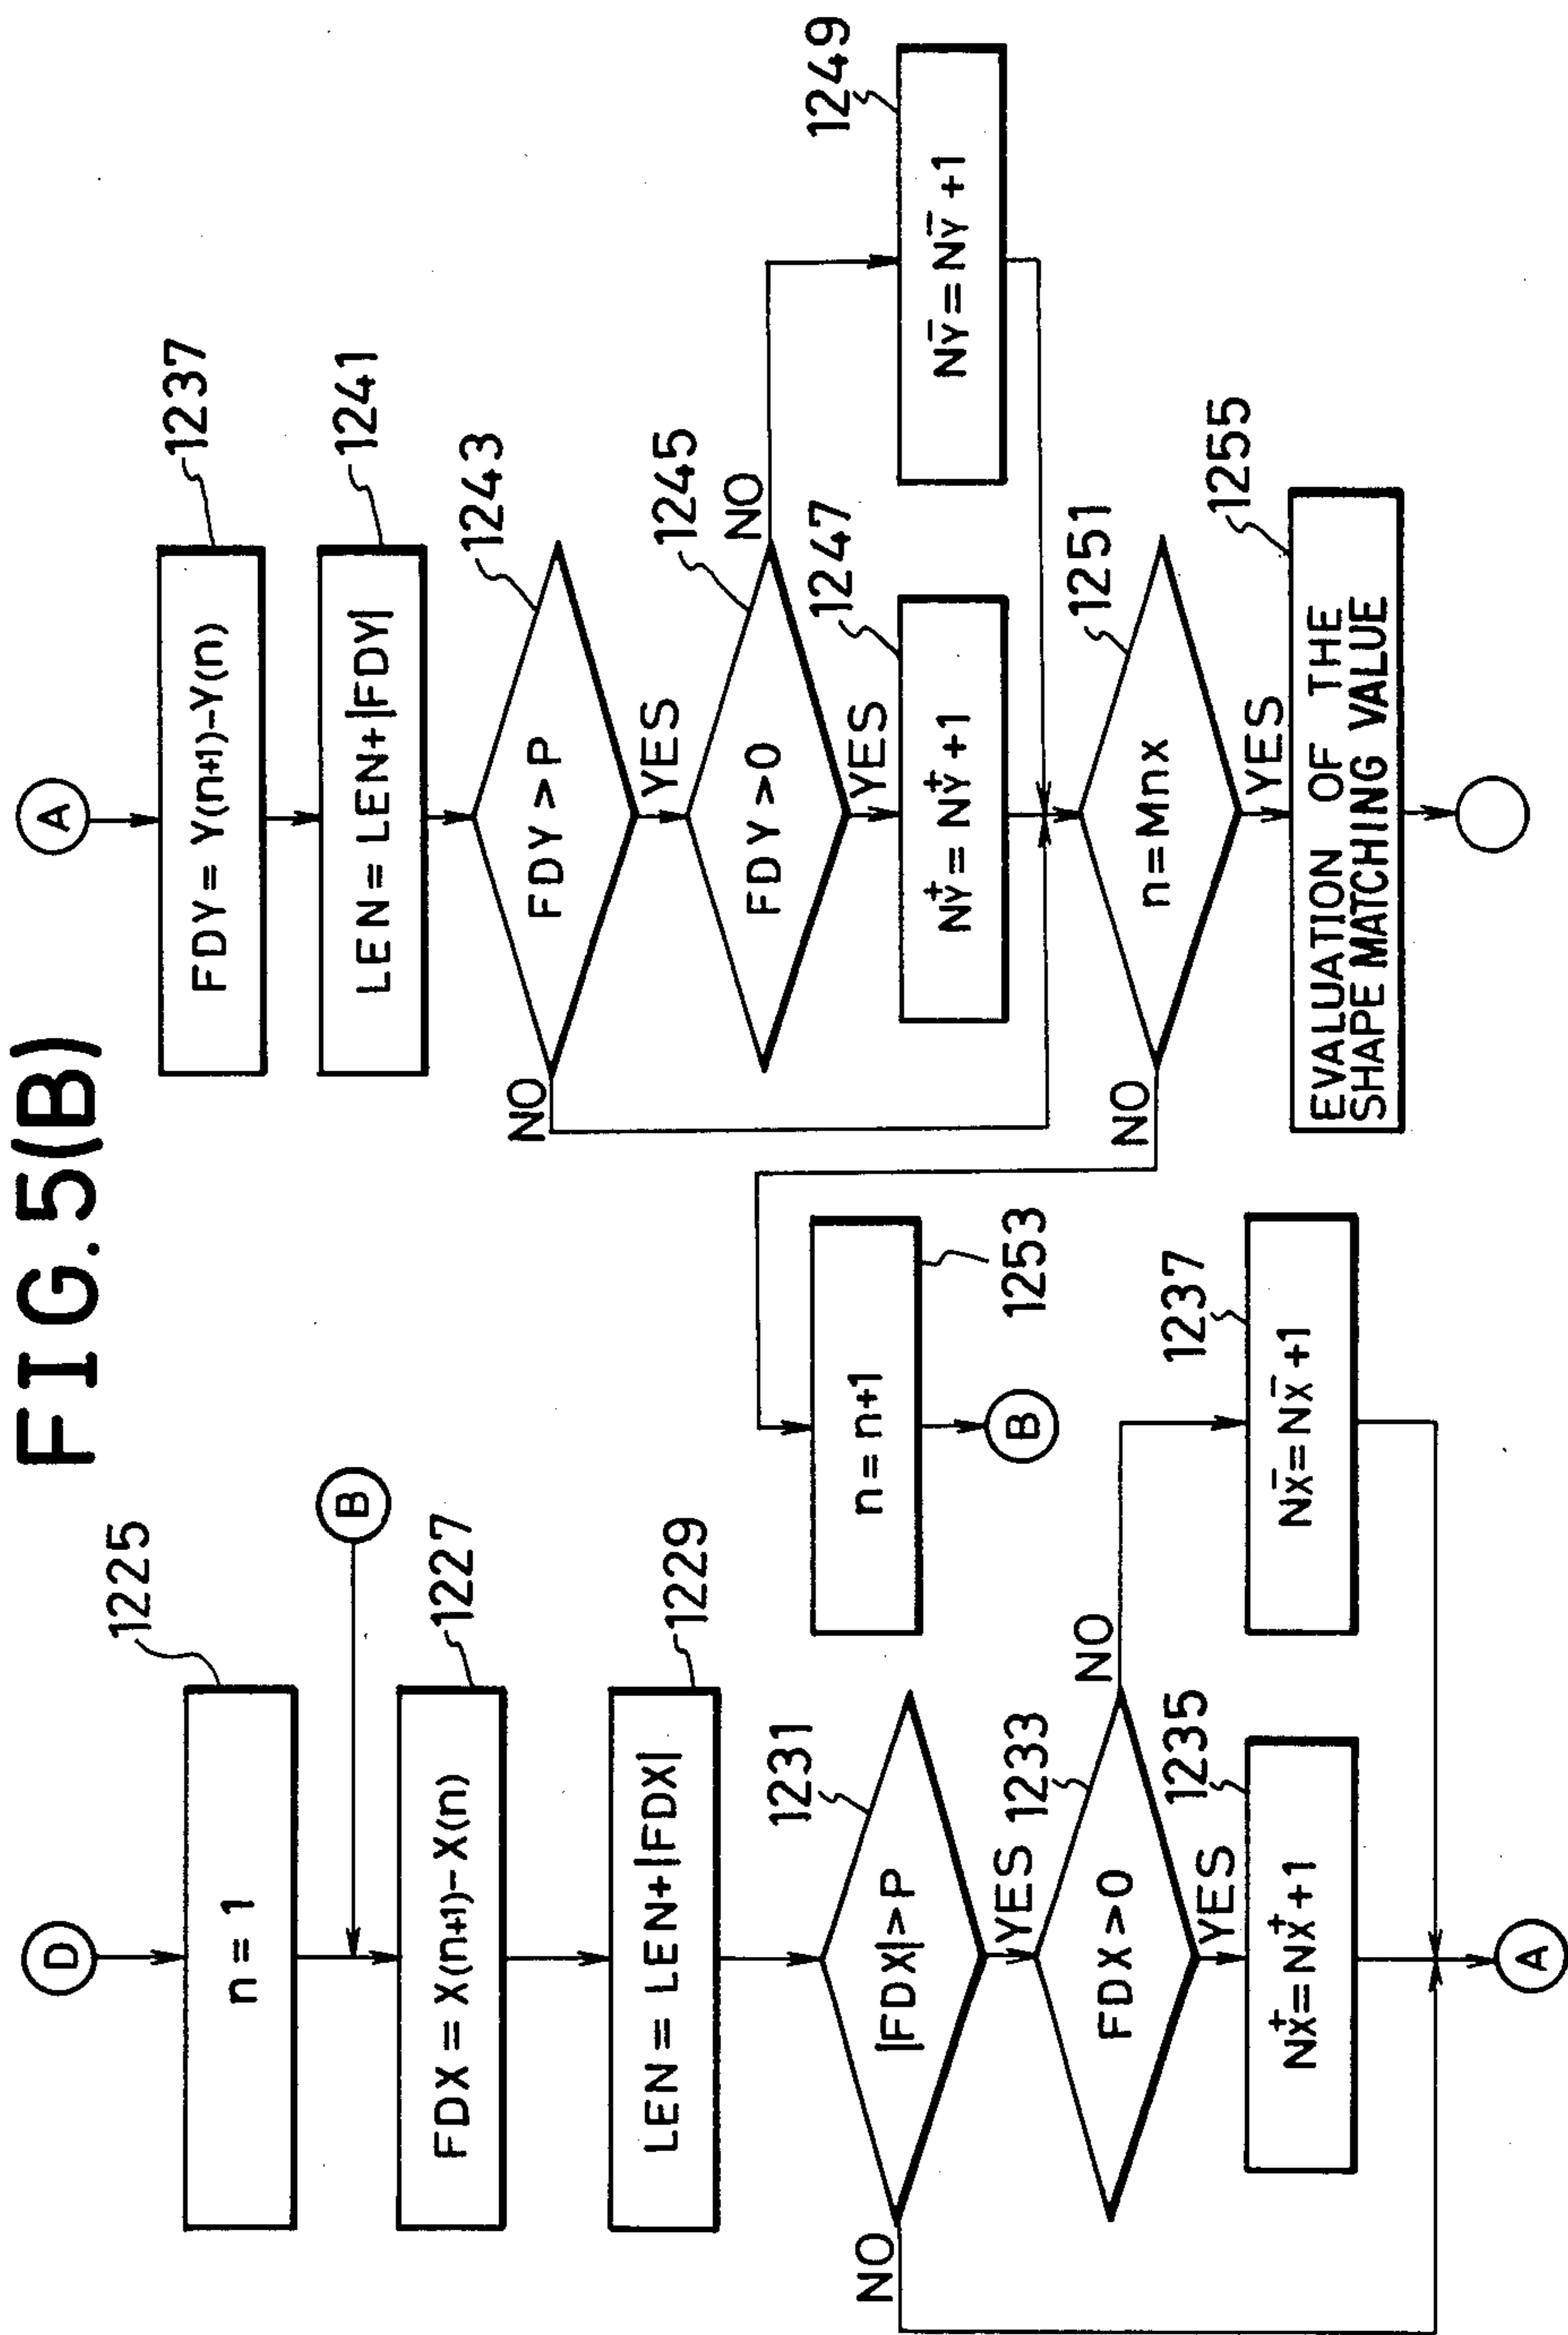 FIG.5(B)
D
1225
n = 1
B
1227
FDX = X(n+1)-X(n)
1229
LEN = LEN+|FDX|
1231
|FDX|>P
NO
YES
1233
FDX>0
NO
YES
1235
Nx⁺=Nx⁺+1
1237
Nx⁻=Nx⁻+1
A
A
1237
FDY = Y(n+1)-Y(n)
1241
LEN = LEN+|FDY|
1243
FDY>P
NO
YES
1245
FDY>0
NO
YES
1247
Ny⁺=Ny⁺+1
1249
Ny⁻=Ny⁻+1
1251
n=Mnx
NO
YES
1253
n = n+1
B
1255
EVALUATION OF THE
SHAPE MATCHING VALUE